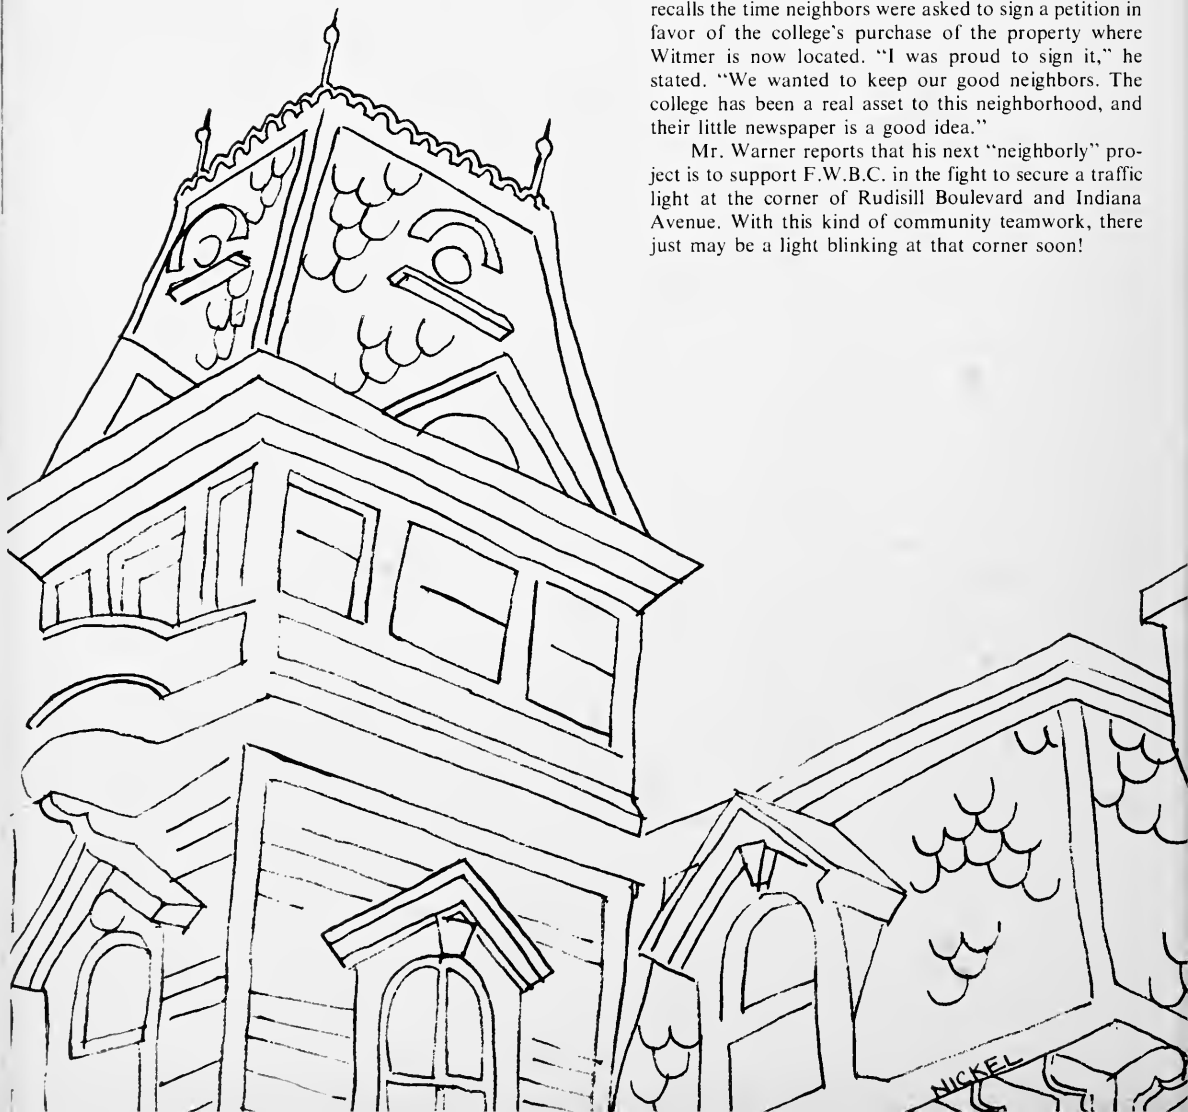 recalls the time neighbors were asked to sign a petition in
favor of the college's purchase of the property where
Witmer is now located. “I was proud to sign it,” he
stated. “We wanted to keep our good neighbors. The
college has been a real asset to this neighborhood, and
their little newspaper is a good idea.”
Mr. Warner reports that his next “neighborly” pro-
ject is to support F.W.B.C. in the fight to secure a traffic
light at the corner of Rudisill Boulevard and Indiana
Avenue. With this kind of community teamwork, there
just may be a light blinking at that corner soon!
NICKEL